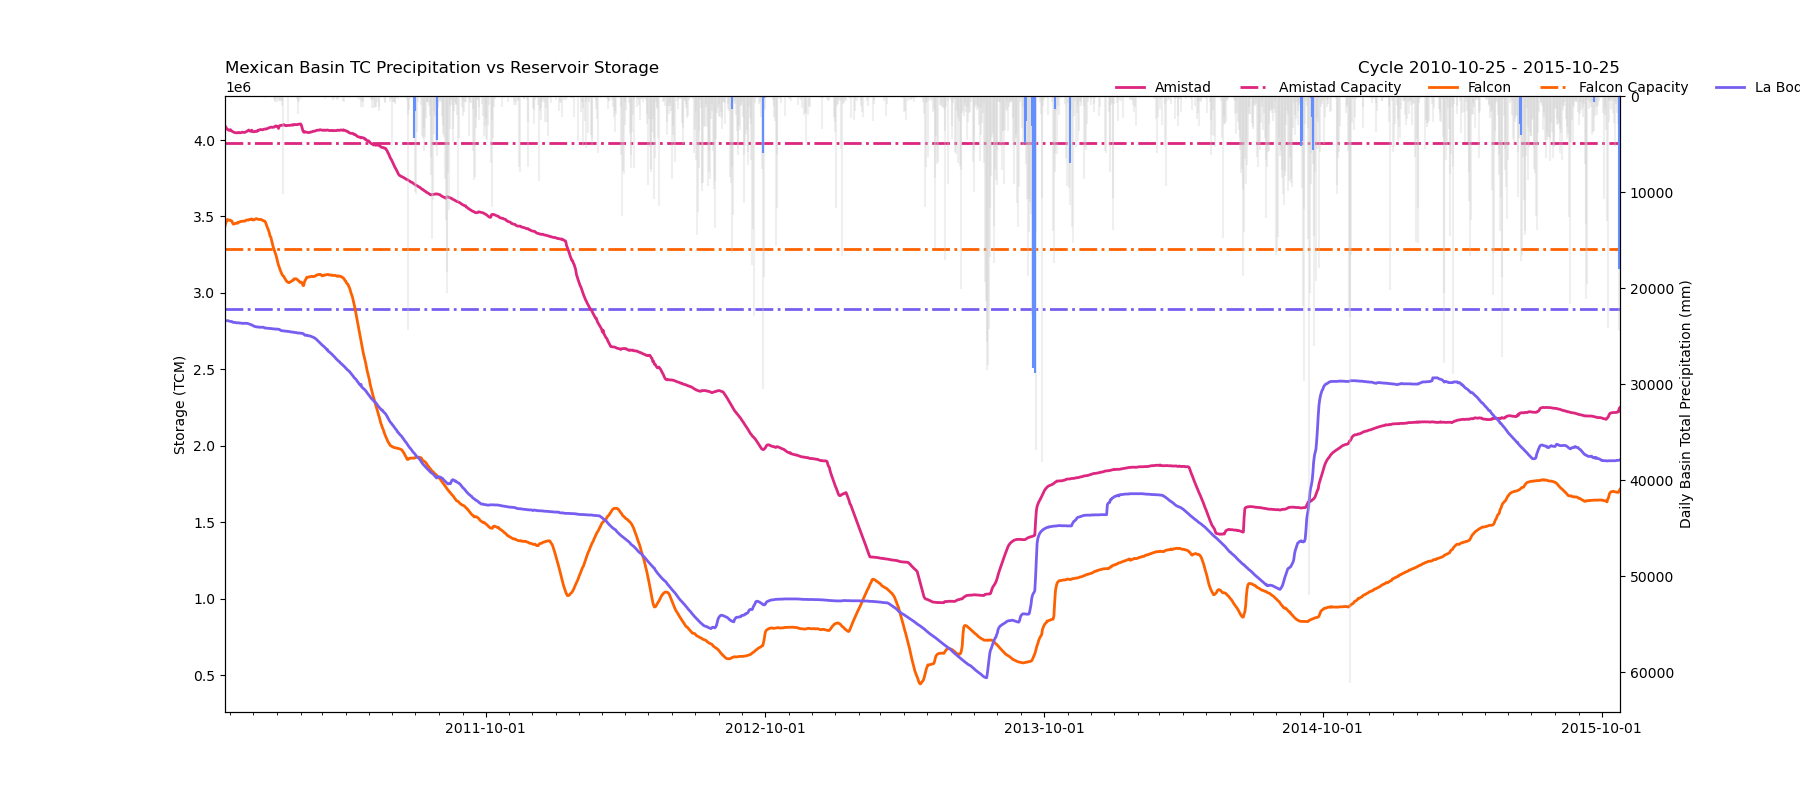 Mexican Basin TC Precipitation vs Reservoir Storage
Cycle 2010-10-25 - 2015-10-25
1e6
Amistad
Amistad Capacity
Falcon
Falcon Capacity
La Boq
4.0
3.5
3.0
2.5
2.0
1.5
1.0
0.5
Storage (TCM)
0
10000
20000
30000
40000
50000
60000
Daily Basin Total Precipitation (mm)
2011-10-01
2012-10-01
2013-10-01
2014-10-01
2015-10-01